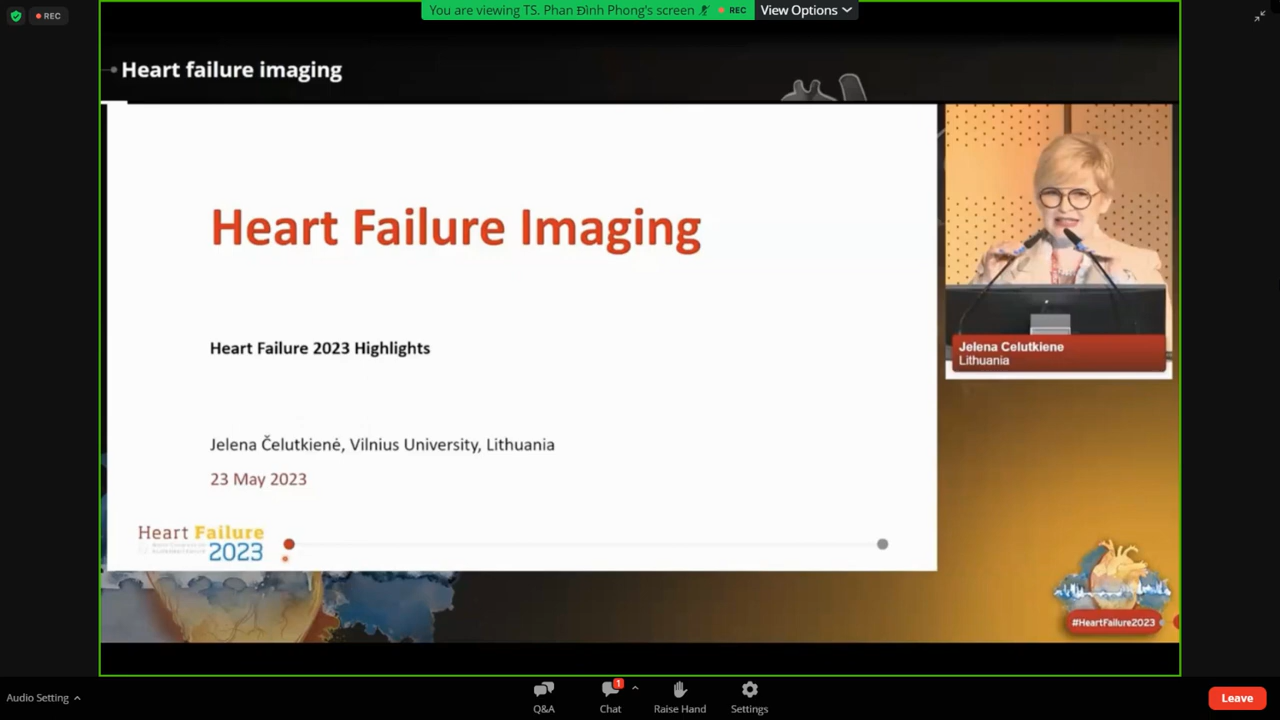 REC
You are viewing TS. Phan Đình Phong's screen
REC
View Options
Heart failure imaging
Heart Failure Imaging
Heart Failure 2023 Highlights
Jelena Čelutkienė, Vilnius University, Lithuania
23 May 2023
Heart Failure
2023
Jelena Celutkiene
Lithuania
#HeartFailure2023
Audio Setting
Q&A
1
Chat
Raise Hand
Settings
Leave